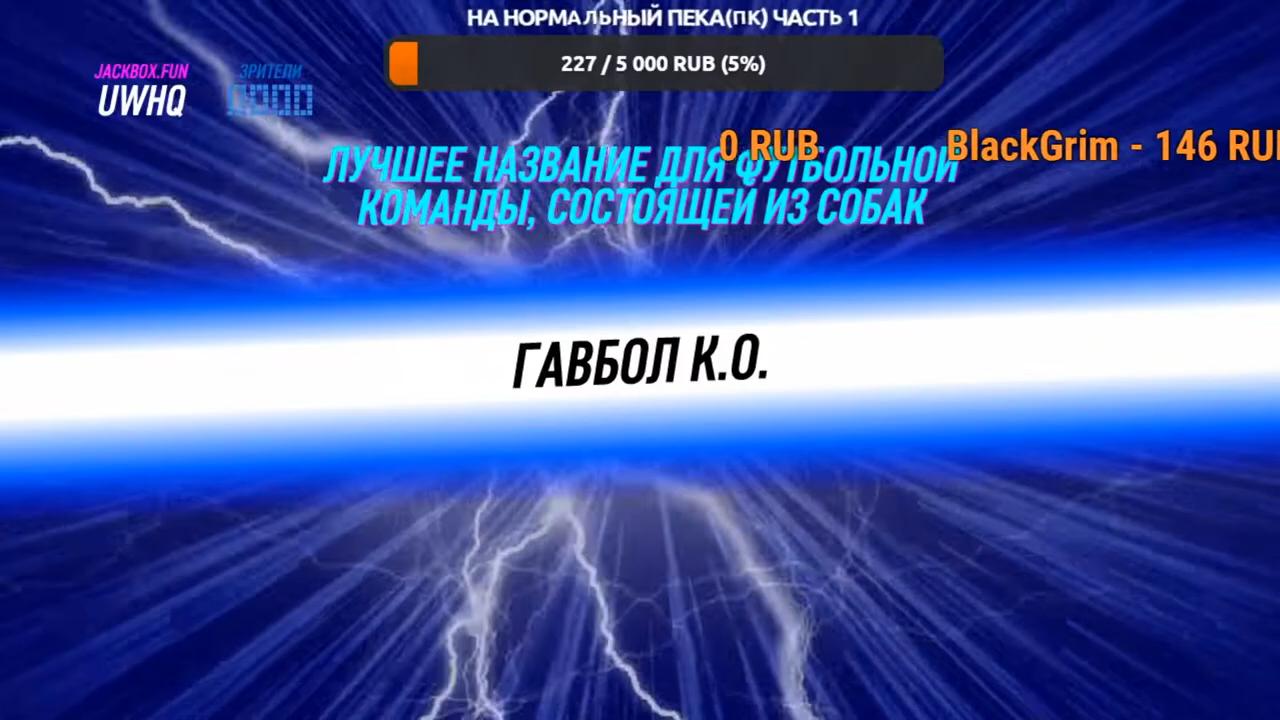 НА НОРМАЛЬНЫЙ ПЕКА(ПК) ЧАСТЬ 1
227 / 5 000 RUB (5%)
JACKBOX.FUN
UWHQ
ЗРИТЕЛИ
0 RUB
BlackGrim - 146 RU
ЛУЧШЕЕ НАЗВАНИЕ ДЛЯ ФУТБОЛЬНОЙ
КОМАНДЫ, СОСТОЯЩЕЙ ИЗ СОБАК
ГАВБОЛ К.О.